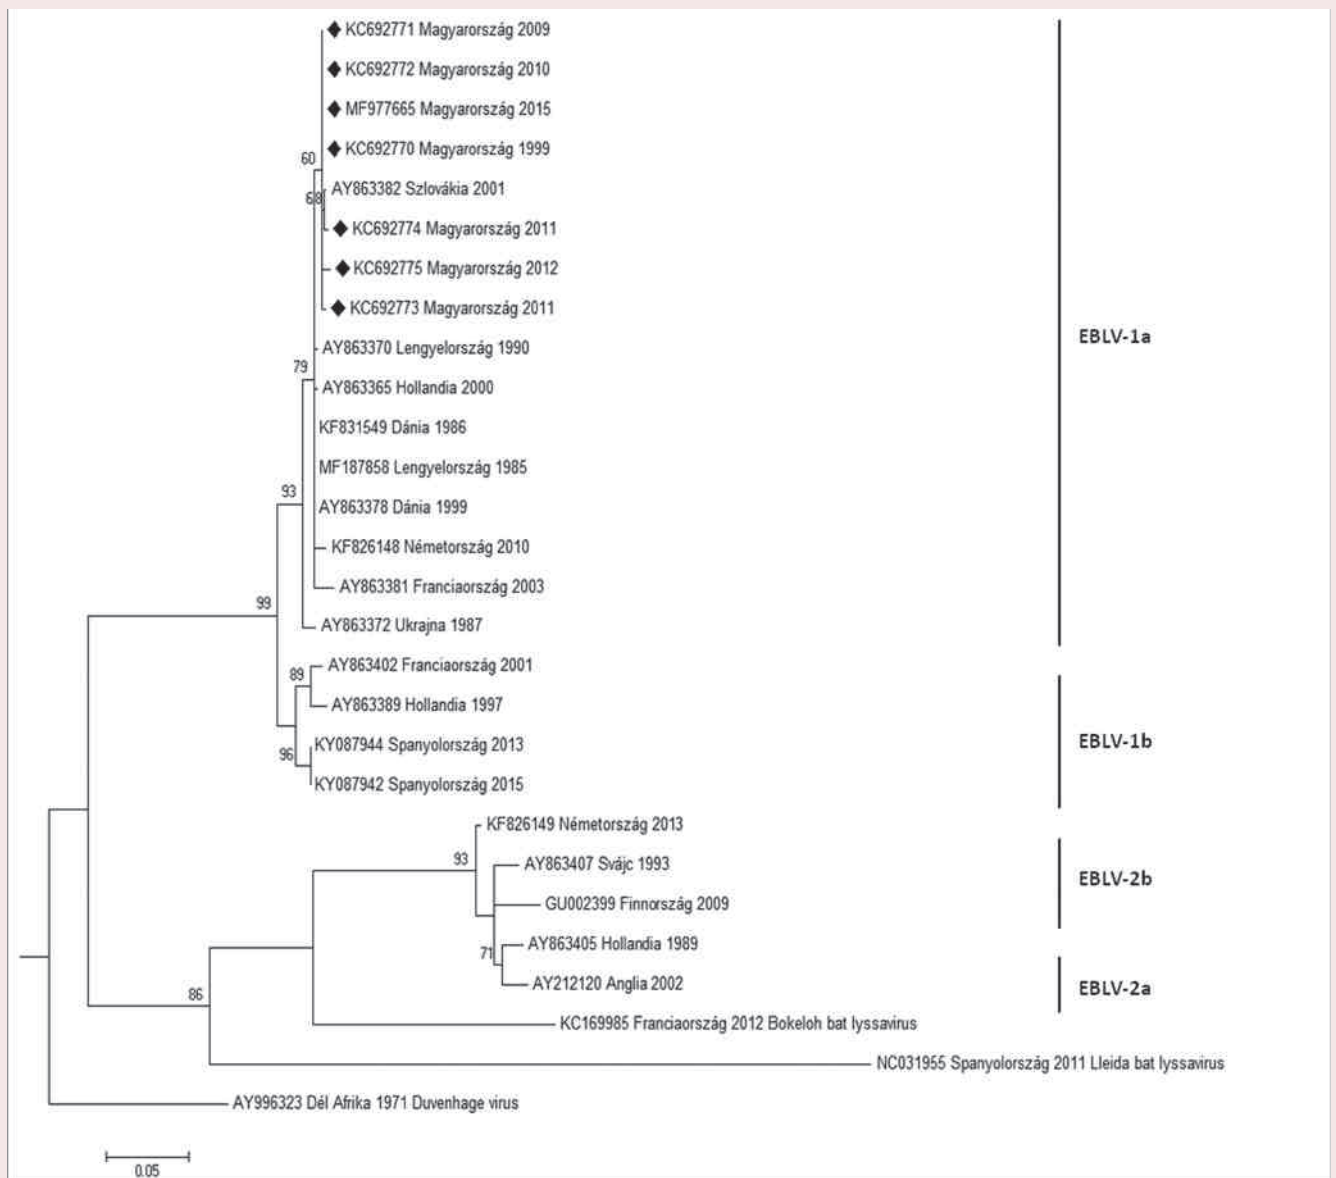 KC692771 Magyarország 2009
KC692772 Magyarország 2010
MF977665 Magyarország 2015
KC692770 Magyarország 1999
60
AY863382 Szlovákia 2001
68
KC692774 Magyarország 2011
KC692775 Magyarország 2012
KC692773 Magyarország 2011
EBLV-1a
AY863370 Lengyelország 1990
79
AY863365 Hollandia 2000
KF831549 Dánia 1986
MF187858 Lengyelország 1985
93
AY863378 Dánia 1999
KF826148 Németország 2010
AY863381 Franciaország 2003
99
AY863372 Ukrajna 1987
AY863402 Franciaország 2001
89
AY863389 Hollandia 1997
KY087944 Spanyolország 2013
EBLV-1b
96
KY087942 Spanyolország 2015
KF826149 Németország 2013
93
AY863407 Svájc 1993
EBLV-2b
GU002399 Finnország 2009
AY863405 Hollandia 1989
71
AY212120 Anglia 2002
EBLV-2a
86
KC169985 Franciaország 2012 Bokeloh bat lyssavirus
NC031955 Spanyolország 2011 Lleida bat lyssavirus
AY996323 Dél Afrika 1971 Duvenhage virus
0.05